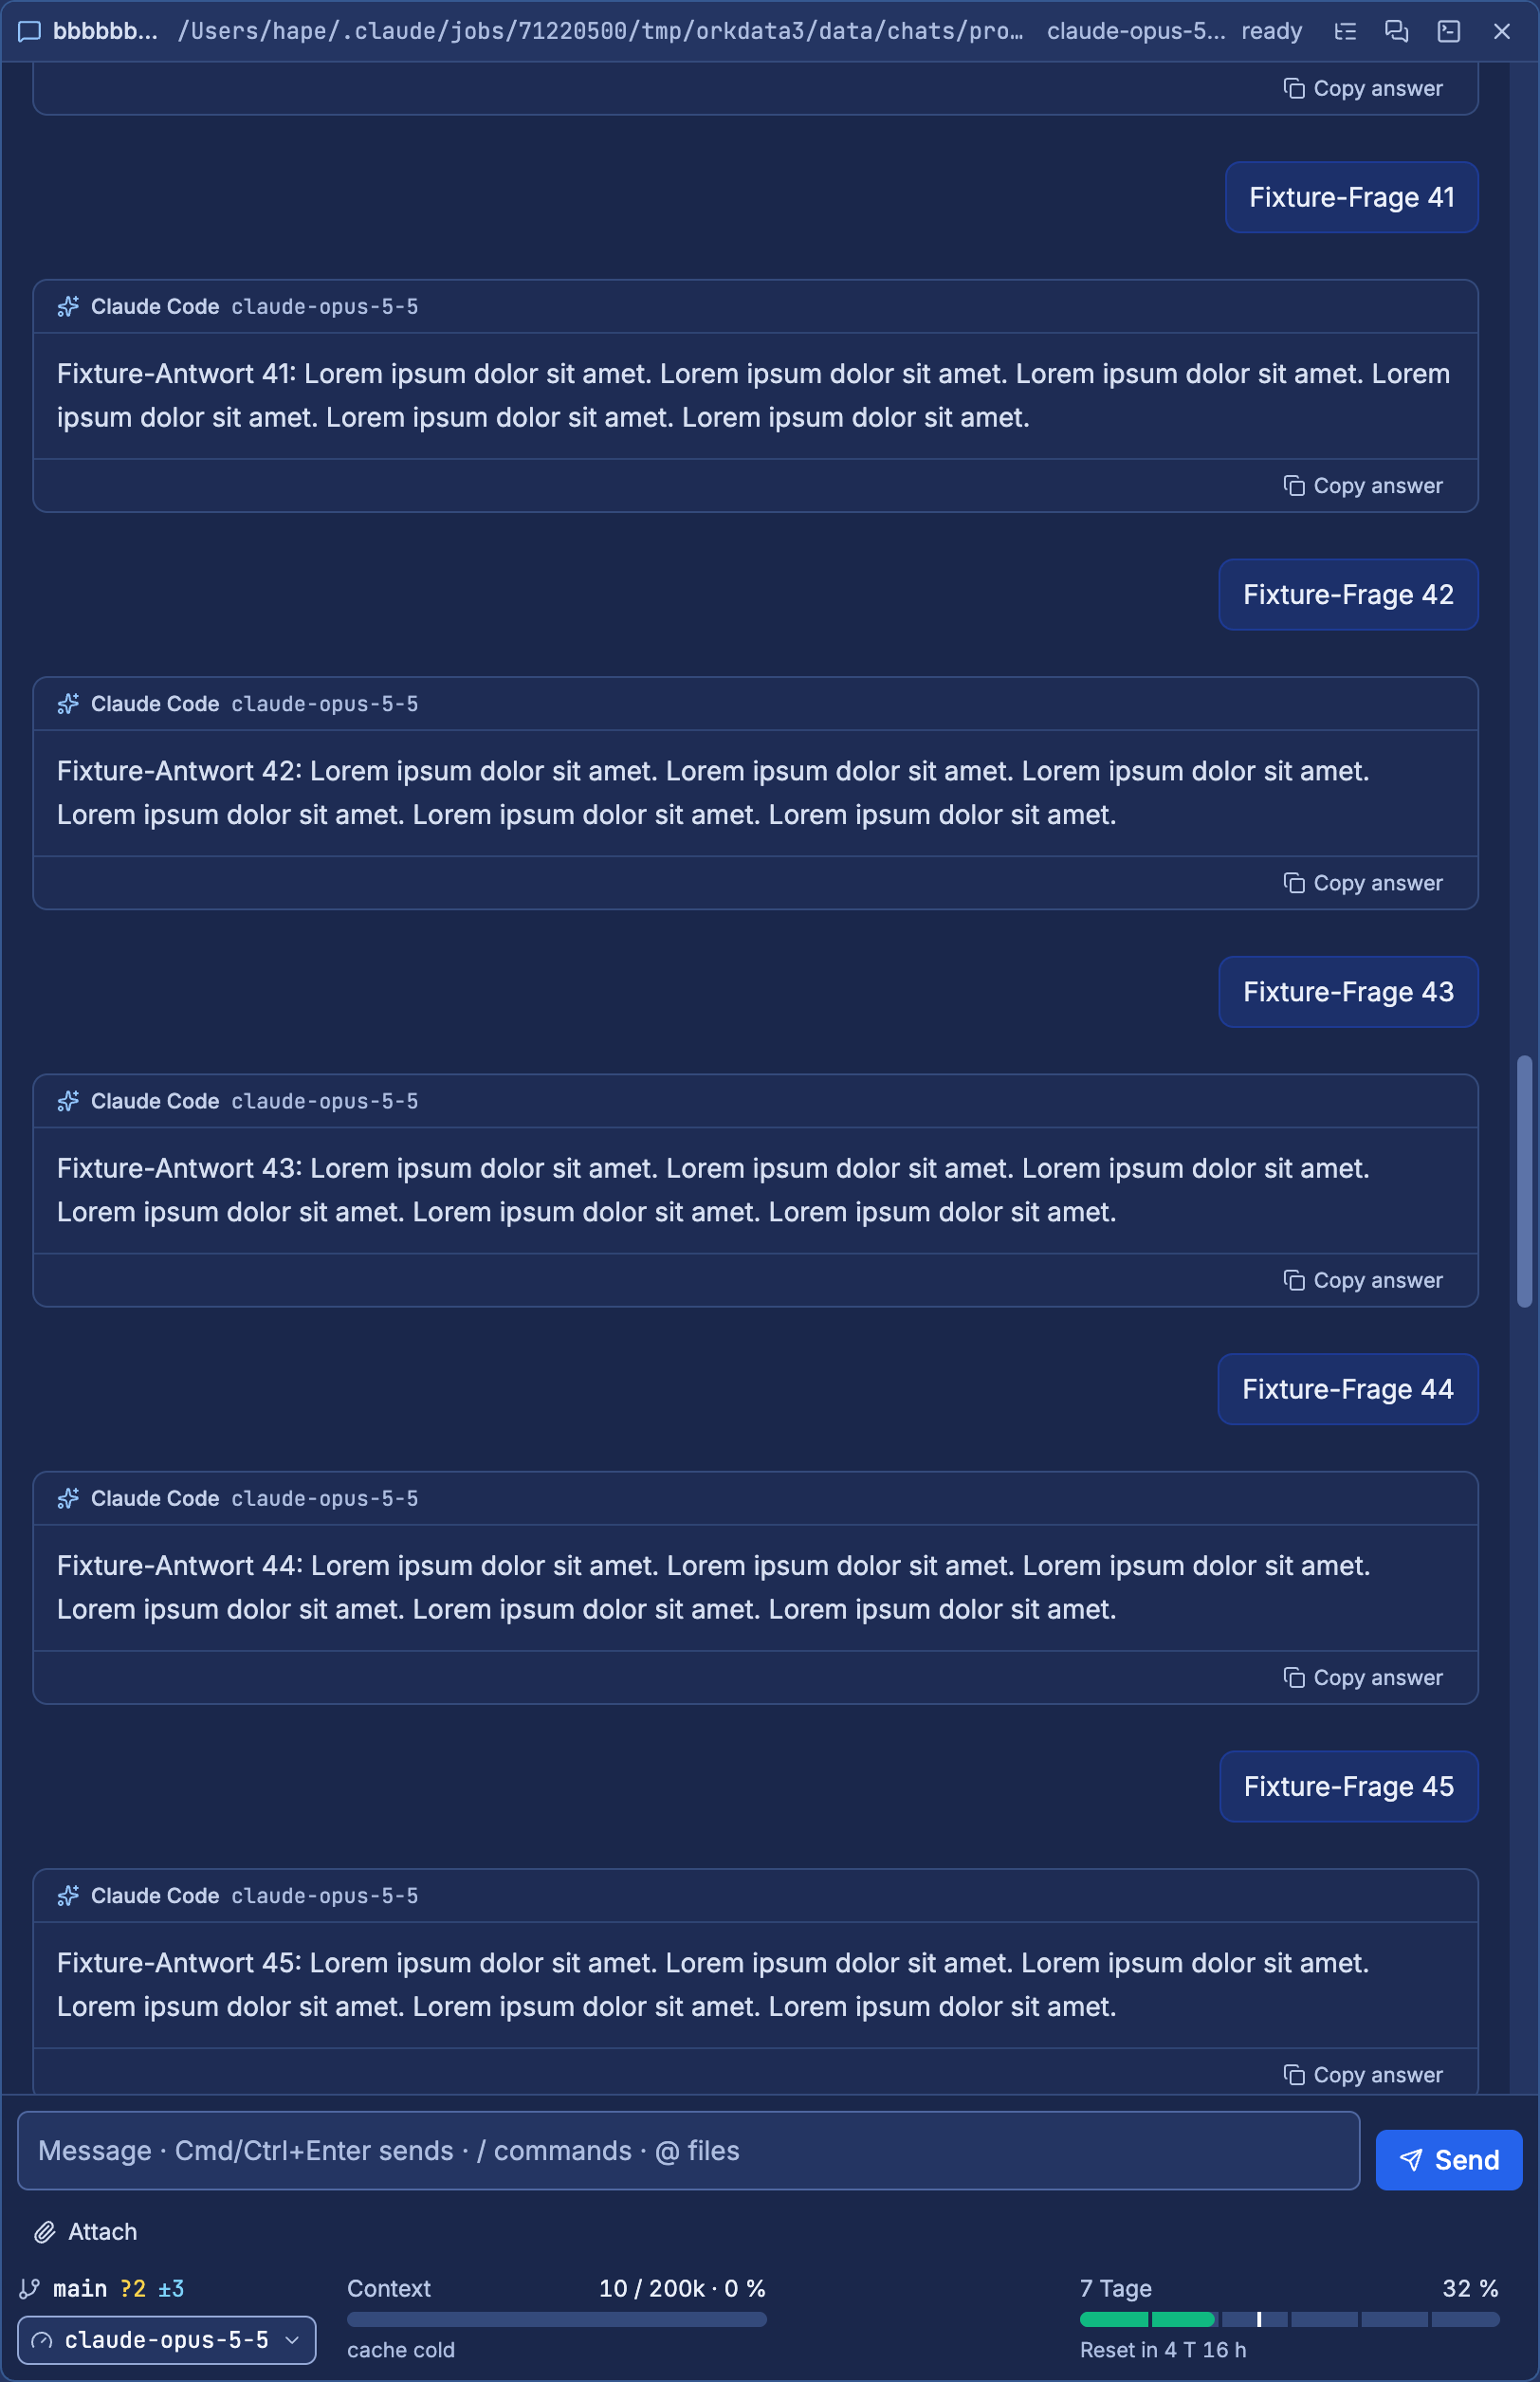 bbbbbb... /Users/hape/.claude/jobs/71220500/tmp/orkdata3/data/chats/pro… claude-opus-5... ready
Copy answer
Fixture-Frage 41
Claude Code claude-opus-5-5
Fixture-Antwort 41: Lorem ipsum dolor sit amet. Lorem ipsum dolor sit amet. Lorem ipsum dolor sit amet. Lorem
ipsum dolor sit amet. Lorem ipsum dolor sit amet. Lorem ipsum dolor sit amet.
Copy answer
Fixture-Frage 42
Claude Code claude-opus-5-5
Fixture-Antwort 42: Lorem ipsum dolor sit amet. Lorem ipsum dolor sit amet. Lorem ipsum dolor sit amet.
Lorem ipsum dolor sit amet. Lorem ipsum dolor sit amet. Lorem ipsum dolor sit amet.
Copy answer
Fixture-Frage 43
Claude Code claude-opus-5-5
Fixture-Antwort 43: Lorem ipsum dolor sit amet. Lorem ipsum dolor sit amet. Lorem ipsum dolor sit amet.
Lorem ipsum dolor sit amet. Lorem ipsum dolor sit amet. Lorem ipsum dolor sit amet.
Copy answer
Fixture-Frage 44
Claude Code claude-opus-5-5
Fixture-Antwort 44: Lorem ipsum dolor sit amet. Lorem ipsum dolor sit amet. Lorem ipsum dolor sit amet.
Lorem ipsum dolor sit amet. Lorem ipsum dolor sit amet. Lorem ipsum dolor sit amet.
Copy answer
Fixture-Frage 45
Claude Code claude-opus-5-5
Fixture-Antwort 45: Lorem ipsum dolor sit amet. Lorem ipsum dolor sit amet. Lorem ipsum dolor sit amet.
Lorem ipsum dolor sit amet. Lorem ipsum dolor sit amet. Lorem ipsum dolor sit amet.
Copy answer
Message · Cmd/Ctrl+Enter sends · / commands · @ files
Send
Attach
main ?2 ±3 Context 10 / 200k · 0 % 7 Tage 32 %
claude-opus-5-5 cache cold Reset in 4 T 16 h